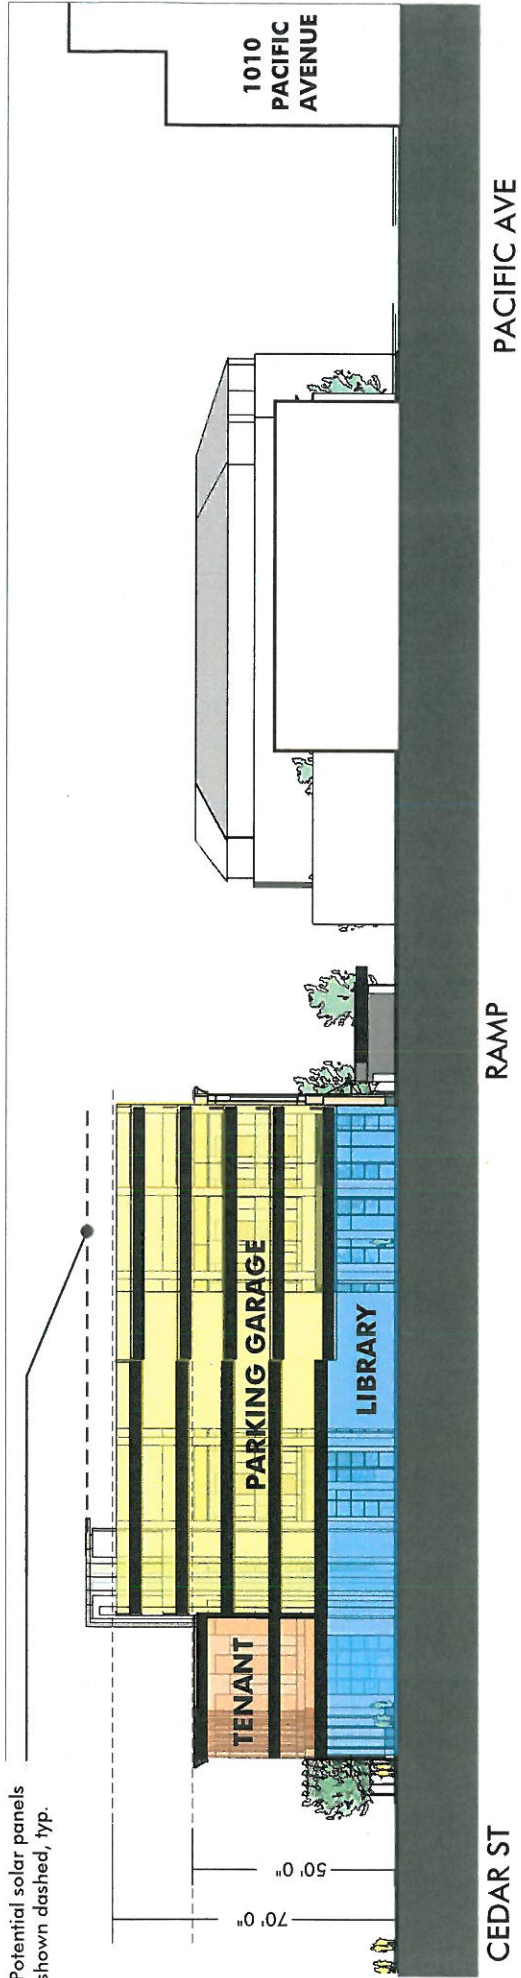 Potential solar panels
shown dashed, typ.
70' 0"
50' 0"
TENANT
PARKING GARAGE
LIBRARY
1010
PACIFIC
AVENUE
CEDAR ST
RAMP
PACIFIC AVE